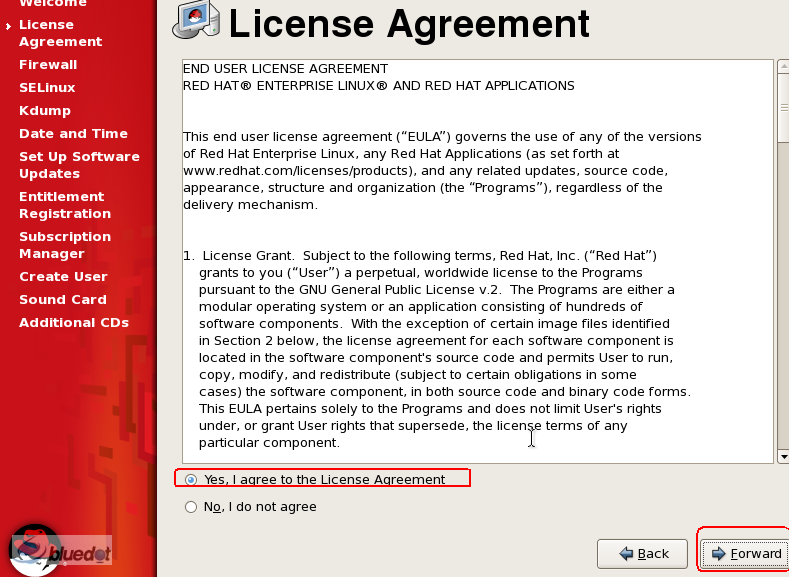 Welcome
License
Agreement
Firewall
SELinux
Kdump
Date and Time
Set Up Software
Updates
Entitlement
Registration
Subscription
Manager
Create User
Sound Card
Additional CDs
License Agreement
END USER LICENSE AGREEMENT
RED HAT® ENTERPRISE LINUX® AND RED HAT APPLICATIONS
This end user license agreement (“EULA”) governs the use of any of the versions
of Red Hat Enterprise Linux, any Red Hat Applications (as set forth at
www.redhat.com/licenses/products), and any related updates, source code,
appearance, structure and organization (the “Programs”), regardless of the
delivery mechanism.
1.  License Grant.  Subject to the following terms, Red Hat, Inc. (“Red Hat”)
grants to you (“User”) a perpetual, worldwide license to the Programs
pursuant to the GNU General Public License v.2.  The Programs are either a
modular operating system or an application consisting of hundreds of
software components.  With the exception of certain image files identified
in Section 2 below, the license agreement for each software component is
located in the software component's source code and permits User to run,
copy, modify, and redistribute (subject to certain obligations in some
cases) the software component, in both source code and binary code forms.
This EULA pertains solely to the Programs and does not limit User's rights
under, or grant User rights that supersede, the license terms of any
particular component.
Yes, I agree to the License Agreement
No, I do not agree
Back
Forward
bluedot